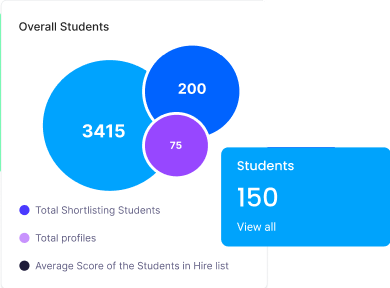 Overall Students
200
3415
75
Students
150
View all
Total Shortlisting Students
Total profiles
Average Score of the Students in Hire list